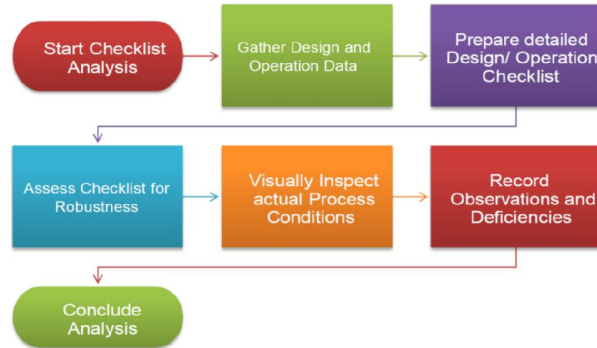 Start Checklist
Analysis
Gather Design and
Operation Data
Prepare detailed
Design/ Operation
Checklist
Assess Checklist for
Robustness
Visually Inspect
actual Process
Conditions
Record
Observations and
Deficiencies
Conclude
Analysis